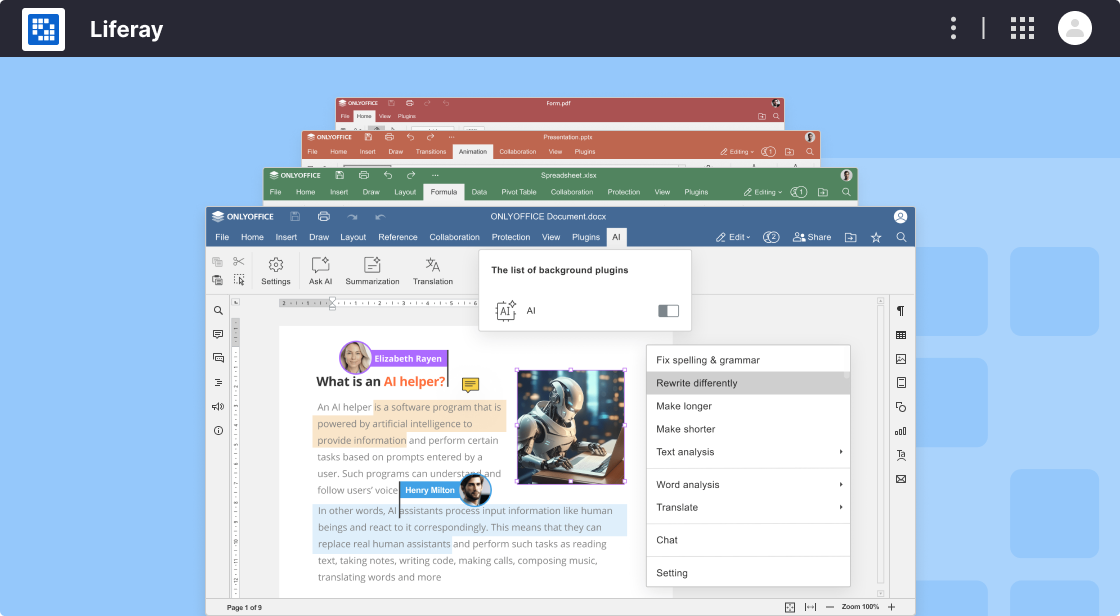 Liferay
ONLYOFFICE
Form.pdf
File Home View Plugins
ONLYOFFICE
Presentation.pptx
File Home Insert Draw Transitions Animation Collaboration View Plugins
Editing 1
ONLYOFFICE
Spreadsheet.xlsx
File Home Insert Draw Layout Formula Data Pivot Table Collaboration Protection View Plugins
Editing 1
ONLYOFFICE
ONLYOFFICE Document.docx
File Home Insert Draw Layout Reference Collaboration Protection View Plugins AI
Edit 2 Share
Settings Ask AI Summarization Translation
The list of background plugins
AI AI
Elizabeth Rayen
What is an AI helper?
An AI helper is a software program that is
powered by artificial intelligence to
provide information and perform certain
tasks based on prompts entered by a
user. Such programs can understand and
follow users' voice
Henry Milton
In other words, AI assistants process input information like human
beings and react to it correspondingly. This means that they can
replace real human assistants and perform such tasks as reading
text, taking notes, writing code, making calls, composing music,
translating words and more
Fix spelling & grammar
Rewrite differently
Make longer
Make shorter
Text analysis
Word analysis
Translate
Chat
Setting
Page 1 of 9
Zoom 100%